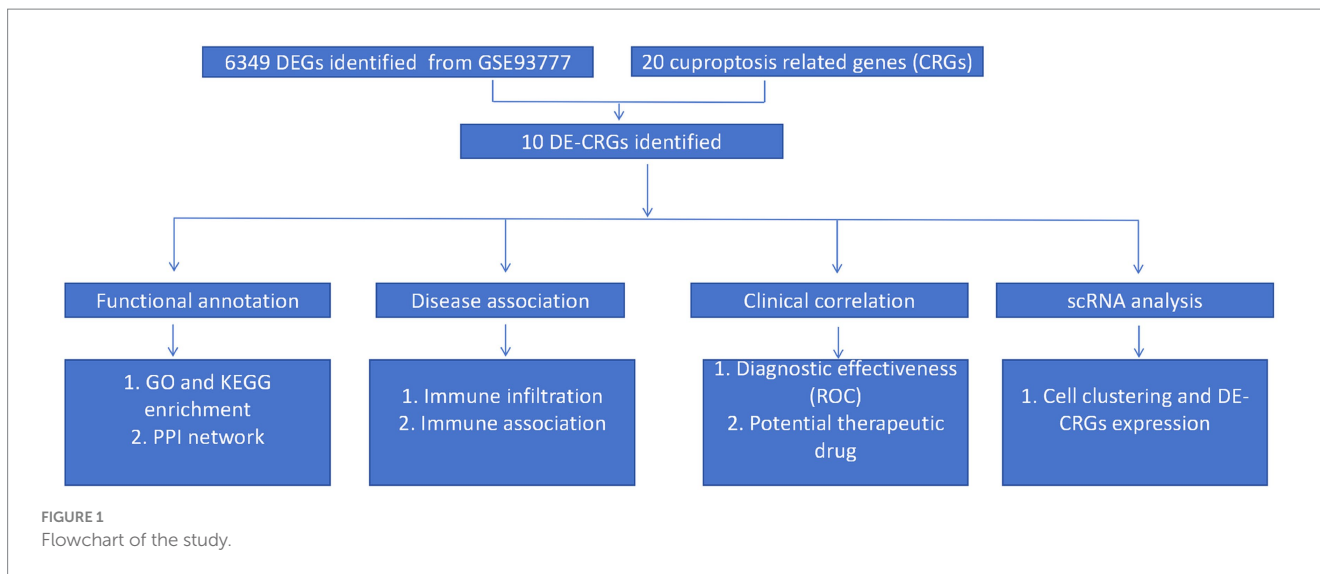 6349 DEGs identified from GSE93777
20 cuproptosis related genes (CRGs)
10 DE-CRGs identified
Functional annotation
Disease association
Clinical correlation
scRNA analysis
1. GO and KEGG
enrichment
2. PPI network
1. Immune infiltration
2. Immune association
1. Diagnostic effectiveness
(ROC)
2. Potential therapeutic
drug
1. Cell clustering and DE-
CRGs expression
FIGURE 1
Flowchart of the study.